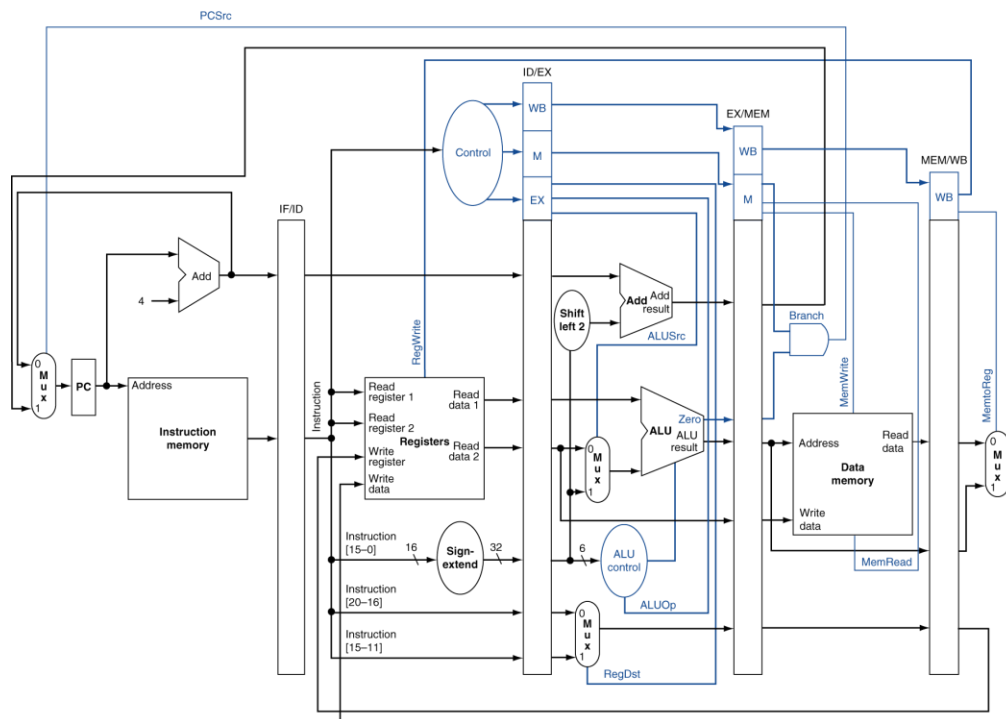 PCSrc
ID/EX
WB
EX/MEM
Control
M
WB
MEM/WB
EX
M
WB
IF/ID
Add
4
Add
Add
result
Shift
left 2
Branch
ALUSrc
RegWrite
MemWrite
MemtoReg
0
M
u
x
1
PC
Address
Instruction
memory
Instruction
Read
register 1
Read
register 2
Write
register
Write
data
Registers
Read
data 1
Read
data 2
0
M
u
x
1
Zero
ALU
ALU
result
Address
Read
data
Data
memory
Write
data
0
M
u
x
1
Instruction
[15–0]
16
Sign-
extend
32
6
ALU
control
MemRead
Instruction
[20–16]
ALUOp
0
M
u
x
1
Instruction
[15–11]
RegDst